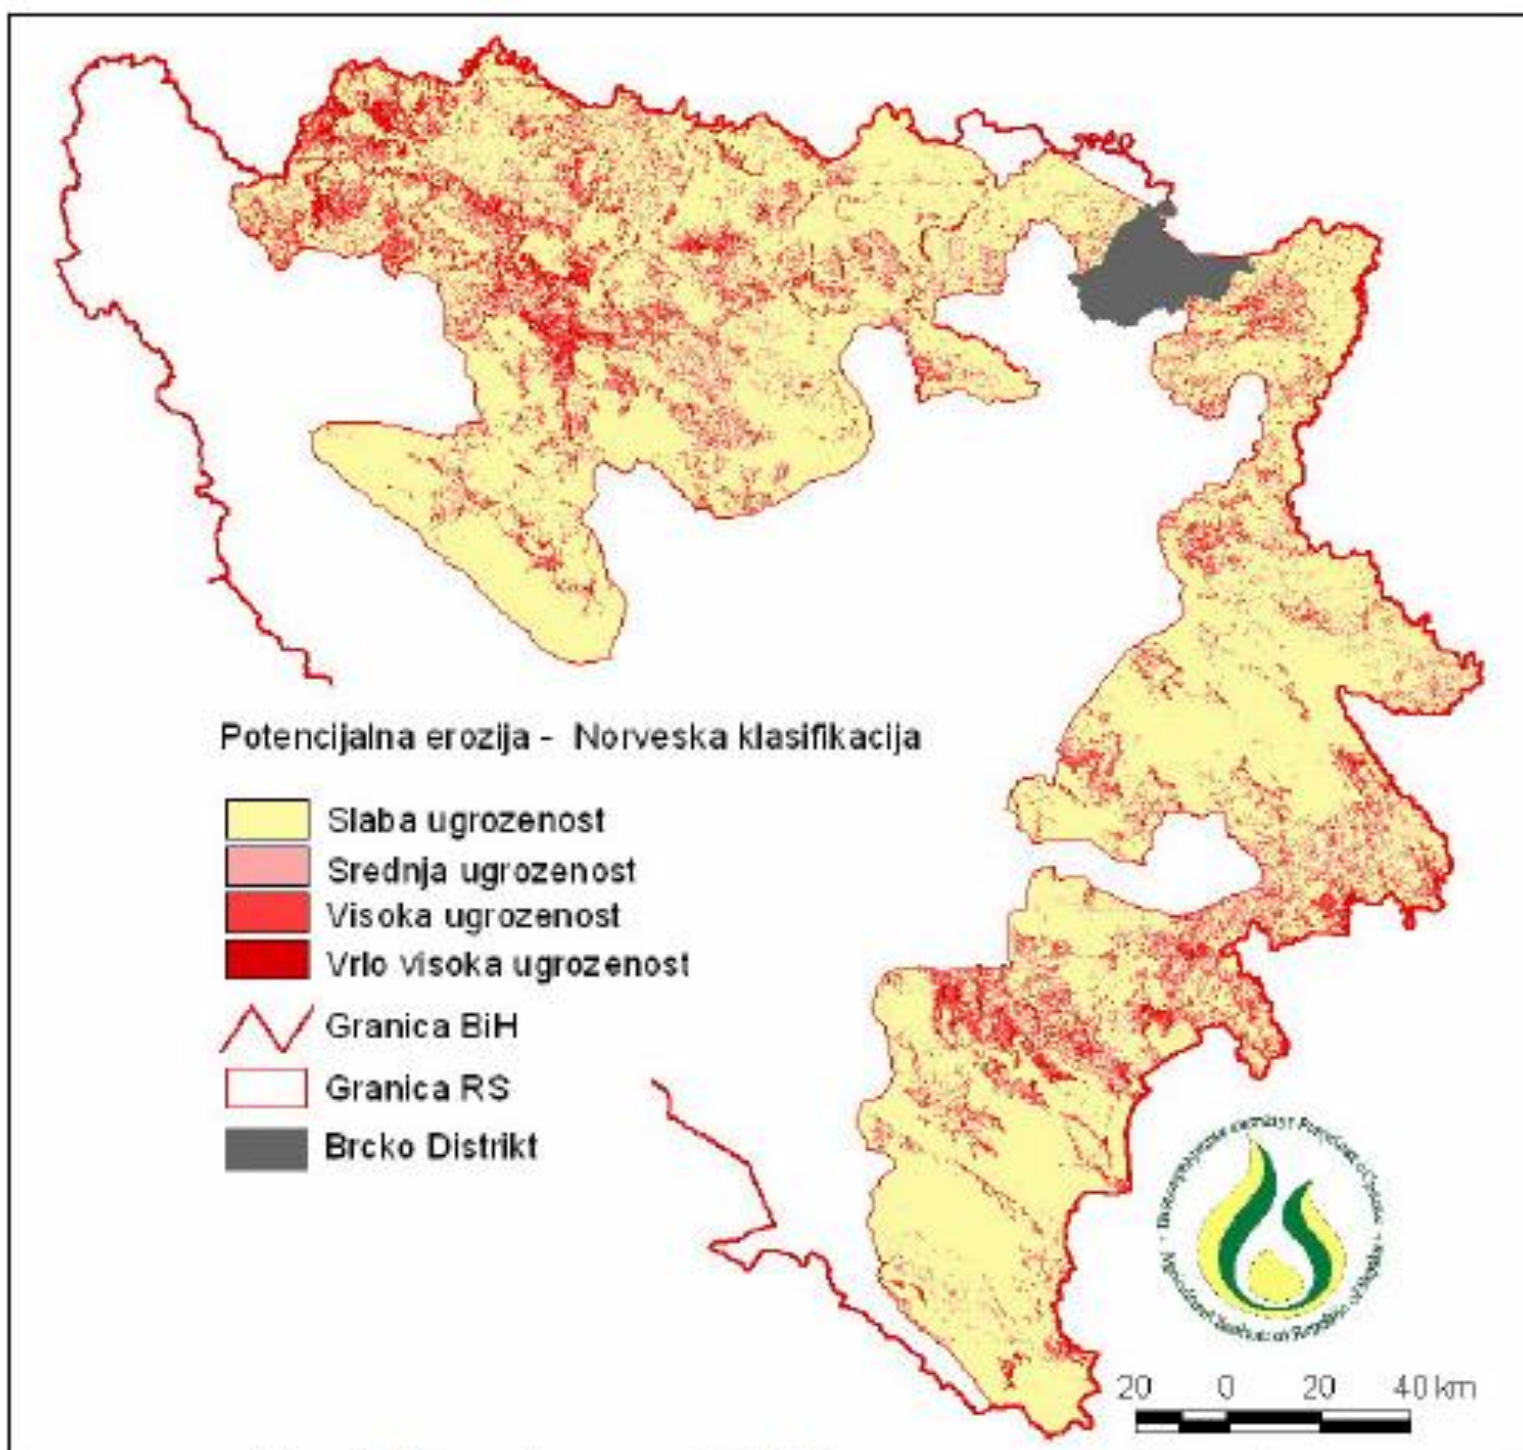 Potencijalna erozija - Norveska klasifikacija
Slaba ugrozenost
Srednja ugrozenost
Visoka ugrozenost
Vrlo visoka ugrozenost
Granica BiH
Granica RS
Brcko Distrikt
20 0 20 40 km